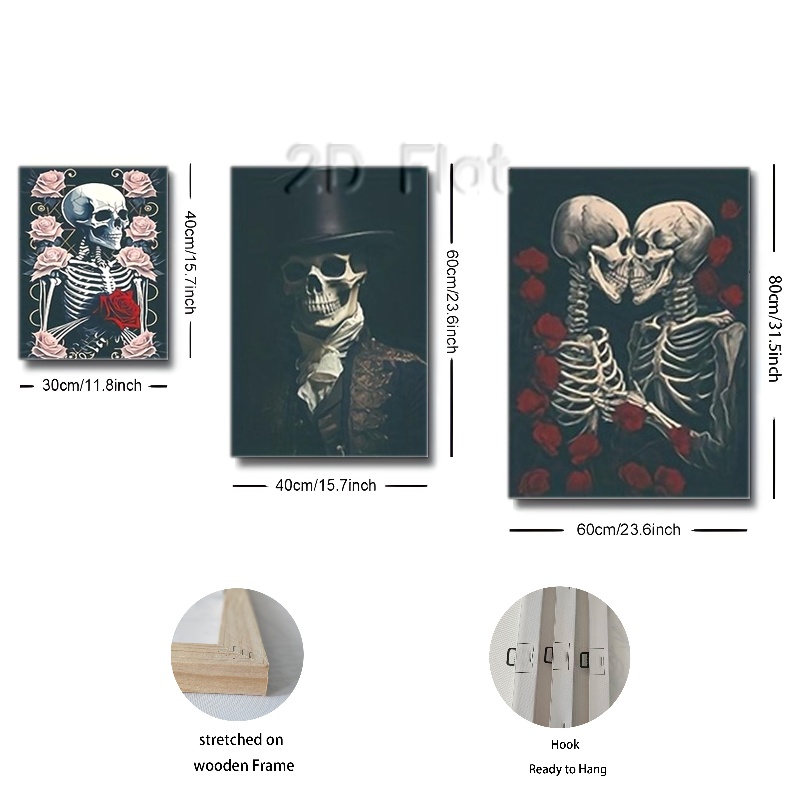 2D Flat
40cm/15.7inch
30cm/11.8inch
60cm/23.6inch
40cm/15.7inch
80cm/31.5inch
60cm/23.6inch
stretched on
wooden Frame
Hook
Ready to Hang